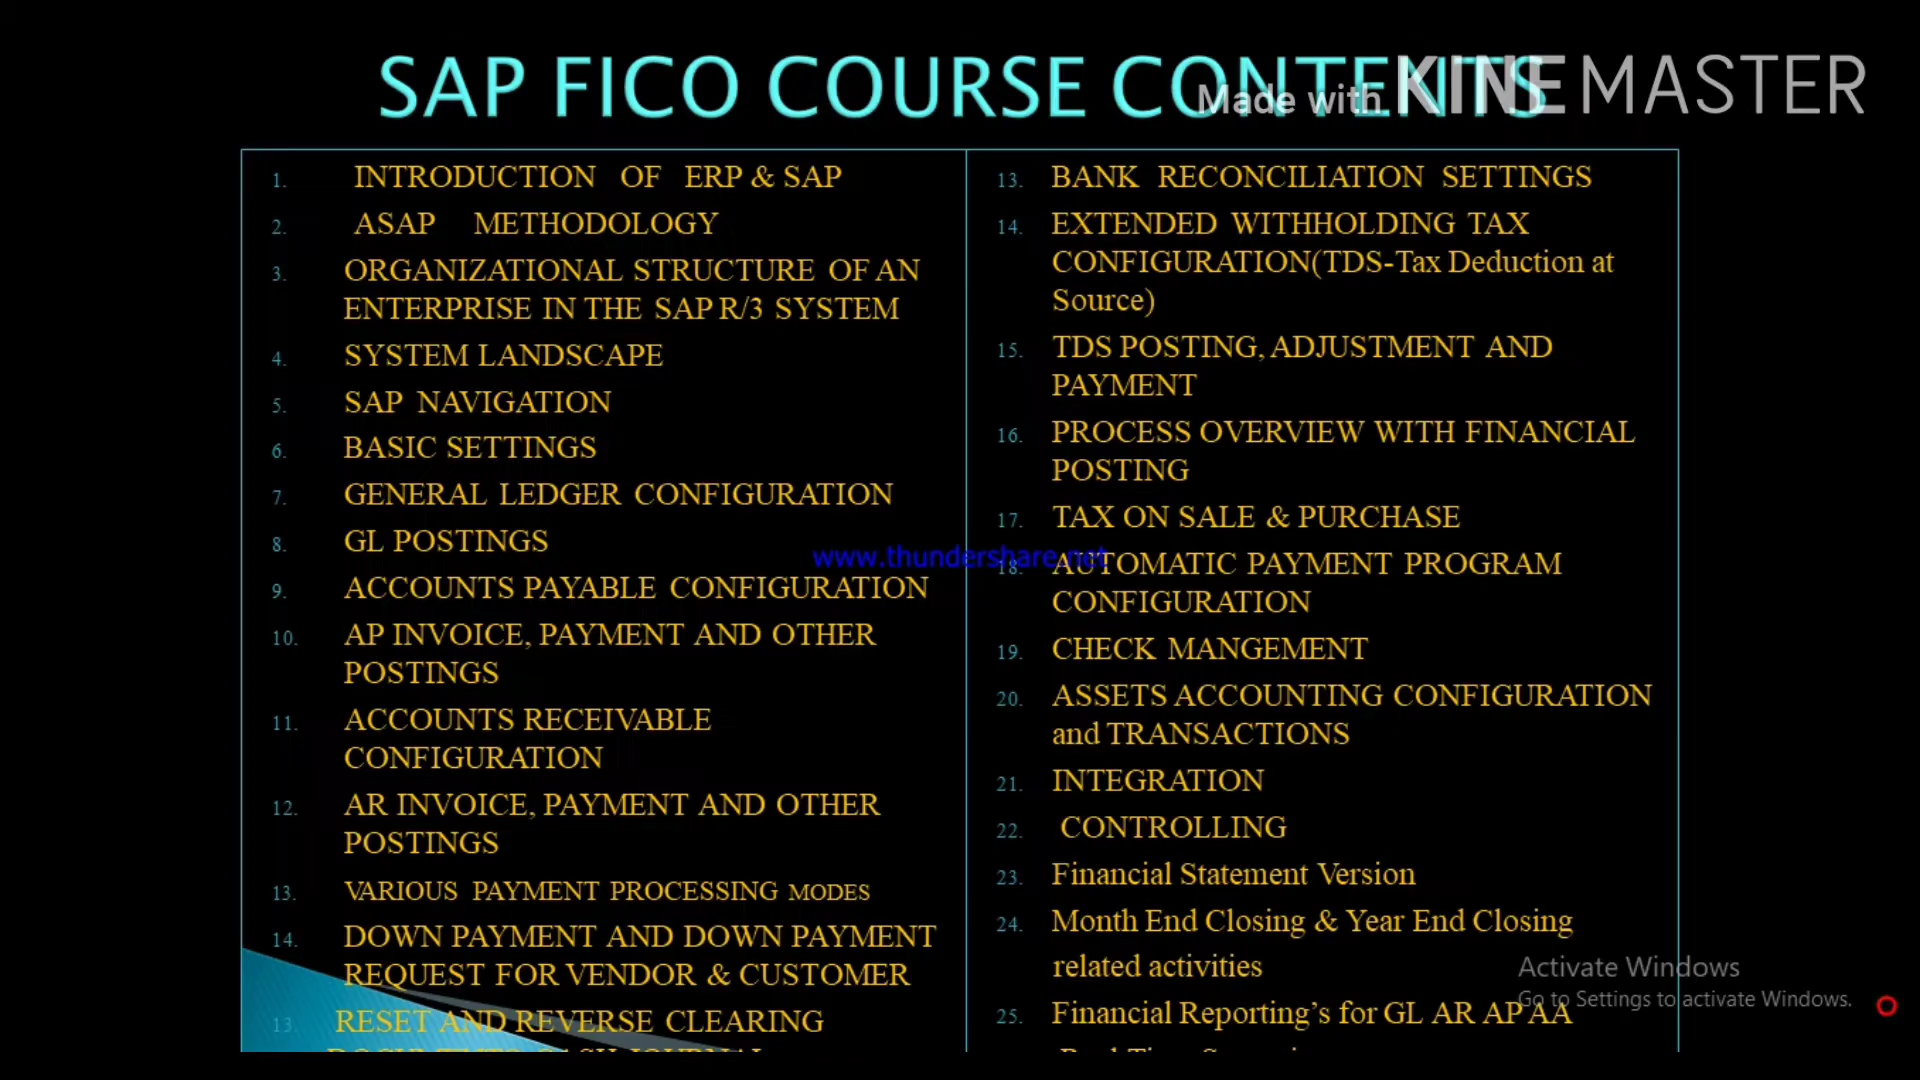 SAP FICO COURSE CONTENTS
Made with KINEMASTER
1. INTRODUCTION OF ERP & SAP
2. ASAP METHODOLOGY
3. ORGANIZATIONAL STRUCTURE OF AN
ENTERPRISE IN THE SAP R/3 SYSTEM
4. SYSTEM LANDSCAPE
5. SAP NAVIGATION
6. BASIC SETTINGS
7. GENERAL LEDGER CONFIGURATION
8. GL POSTINGS
9. ACCOUNTS PAYABLE CONFIGURATION
10. AP INVOICE, PAYMENT AND OTHER
POSTINGS
11. ACCOUNTS RECEIVABLE
CONFIGURATION
12. AR INVOICE, PAYMENT AND OTHER
POSTINGS
13. VARIOUS PAYMENT PROCESSING MODES
14. DOWN PAYMENT AND DOWN PAYMENT
REQUEST FOR VENDOR & CUSTOMER
13. RESET AND REVERSE CLEARING
13. BANK RECONCILIATION SETTINGS
14. EXTENDED WITHHOLDING TAX
CONFIGURATION(TDS-Tax Deduction at
Source)
15. TDS POSTING, ADJUSTMENT AND
PAYMENT
16. PROCESS OVERVIEW WITH FINANCIAL
POSTING
17. TAX ON SALE & PURCHASE
18. AUTOMATIC PAYMENT PROGRAM
CONFIGURATION
19. CHECK MANGEMENT
20. ASSETS ACCOUNTING CONFIGURATION
and TRANSACTIONS
21. INTEGRATION
22. CONTROLLING
23. Financial Statement Version
24. Month End Closing & Year End Closing
related activities
25. Financial Reporting's for GL AR AP AA
www.thundershare.net
Activate Windows
Go to Settings to activate Windows.